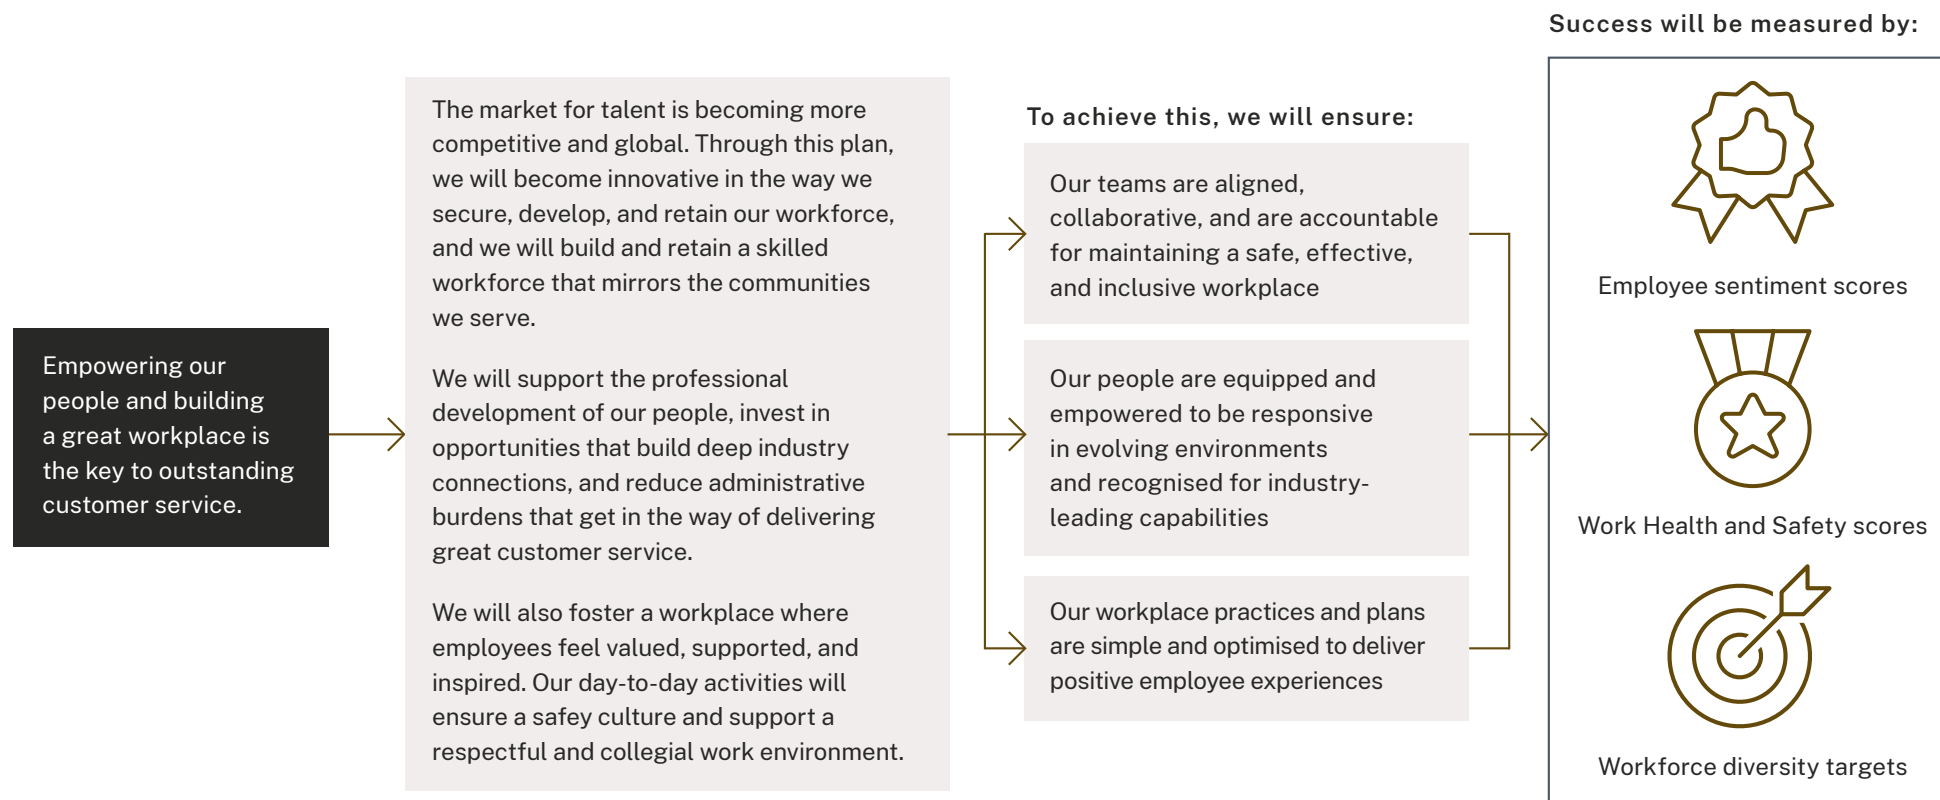 Empowering our
people and building
a great workplace is
the key to outstanding
customer service.
The market for talent is becoming more
competitive and global. Through this plan,
we will become innovative in the way we
secure, develop, and retain our workforce,
and we will build and retain a skilled
workforce that mirrors the communities
we serve.
We will support the professional
development of our people, invest in
opportunities that build deep industry
connections, and reduce administrative
burdens that get in the way of delivering
great customer service.
We will also foster a workplace where
employees feel valued, supported, and
inspired. Our day-to-day activities will
ensure a safey culture and support a
respectful and collegial work environment.
To achieve this, we will ensure:
Our teams are aligned,
collaborative, and are accountable
for maintaining a safe, effective,
and inclusive workplace
Our people are equipped and
empowered to be responsive
in evolving environments
and recognised for industry-
leading capabilities
Our workplace practices and plans
are simple and optimised to deliver
positive employee experiences
Success will be measured by:
Employee sentiment scores
Work Health and Safety scores
Workforce diversity targets